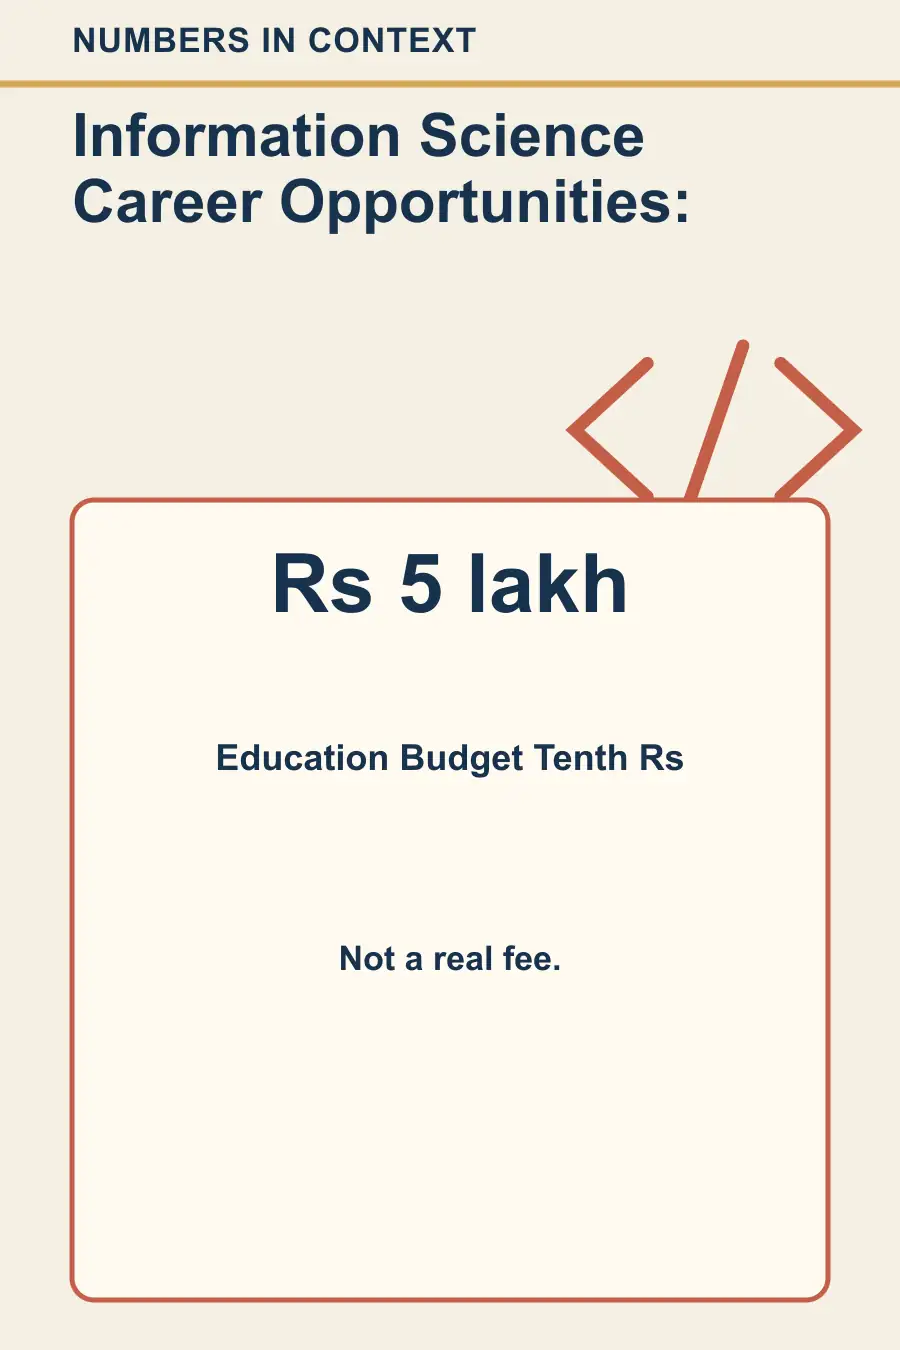 NUMBERS IN CONTEXT
Information Science
Career Opportunities:
Rs 5 lakh
Education Budget Tenth Rs
Not a real fee.